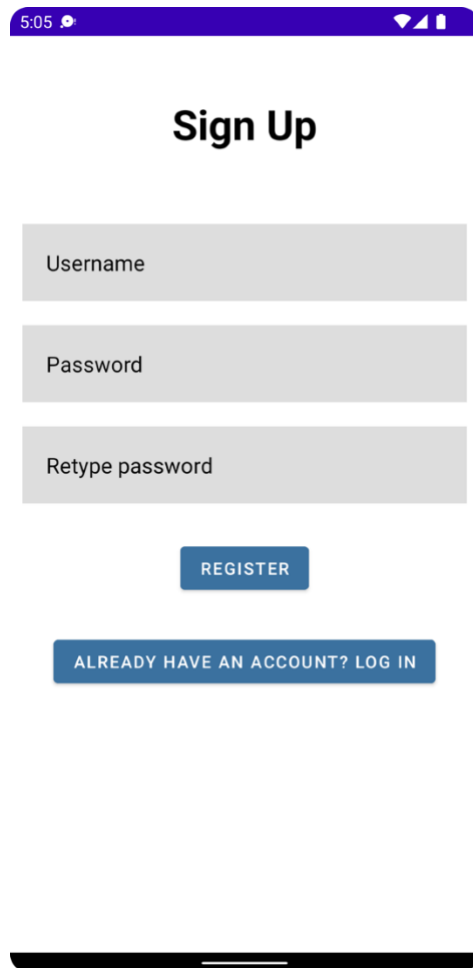 5:05
Sign Up
Username
Password
Retype password
REGISTER
ALREADY HAVE AN ACCOUNT? LOG IN